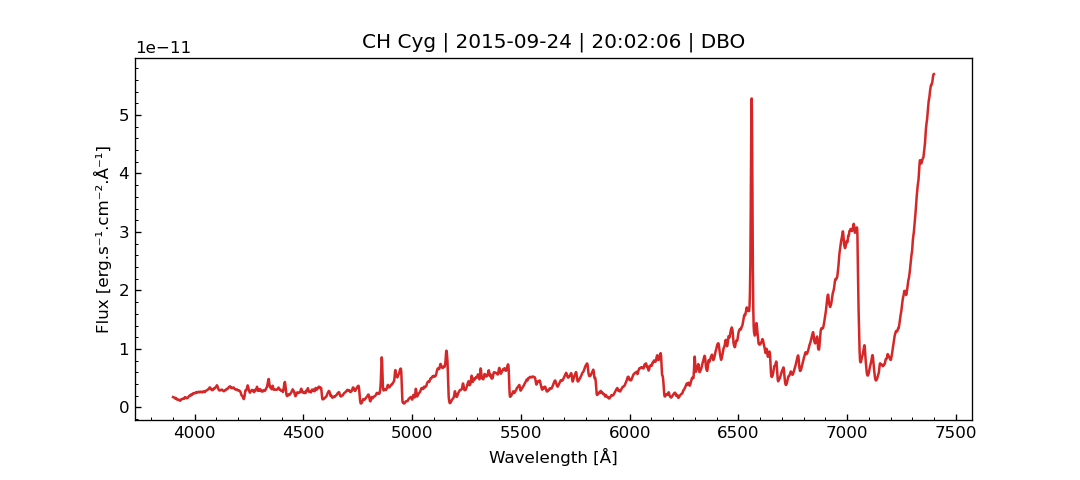 CH Cyg | 2015-09-24 | 20:02:06 | DBO
1e−11
5
4
3
2
1
0
Flux [erg.s⁻¹.cm⁻².Å⁻¹]
4000 4500 5000 5500 6000 6500 7000 7500
Wavelength [Å]